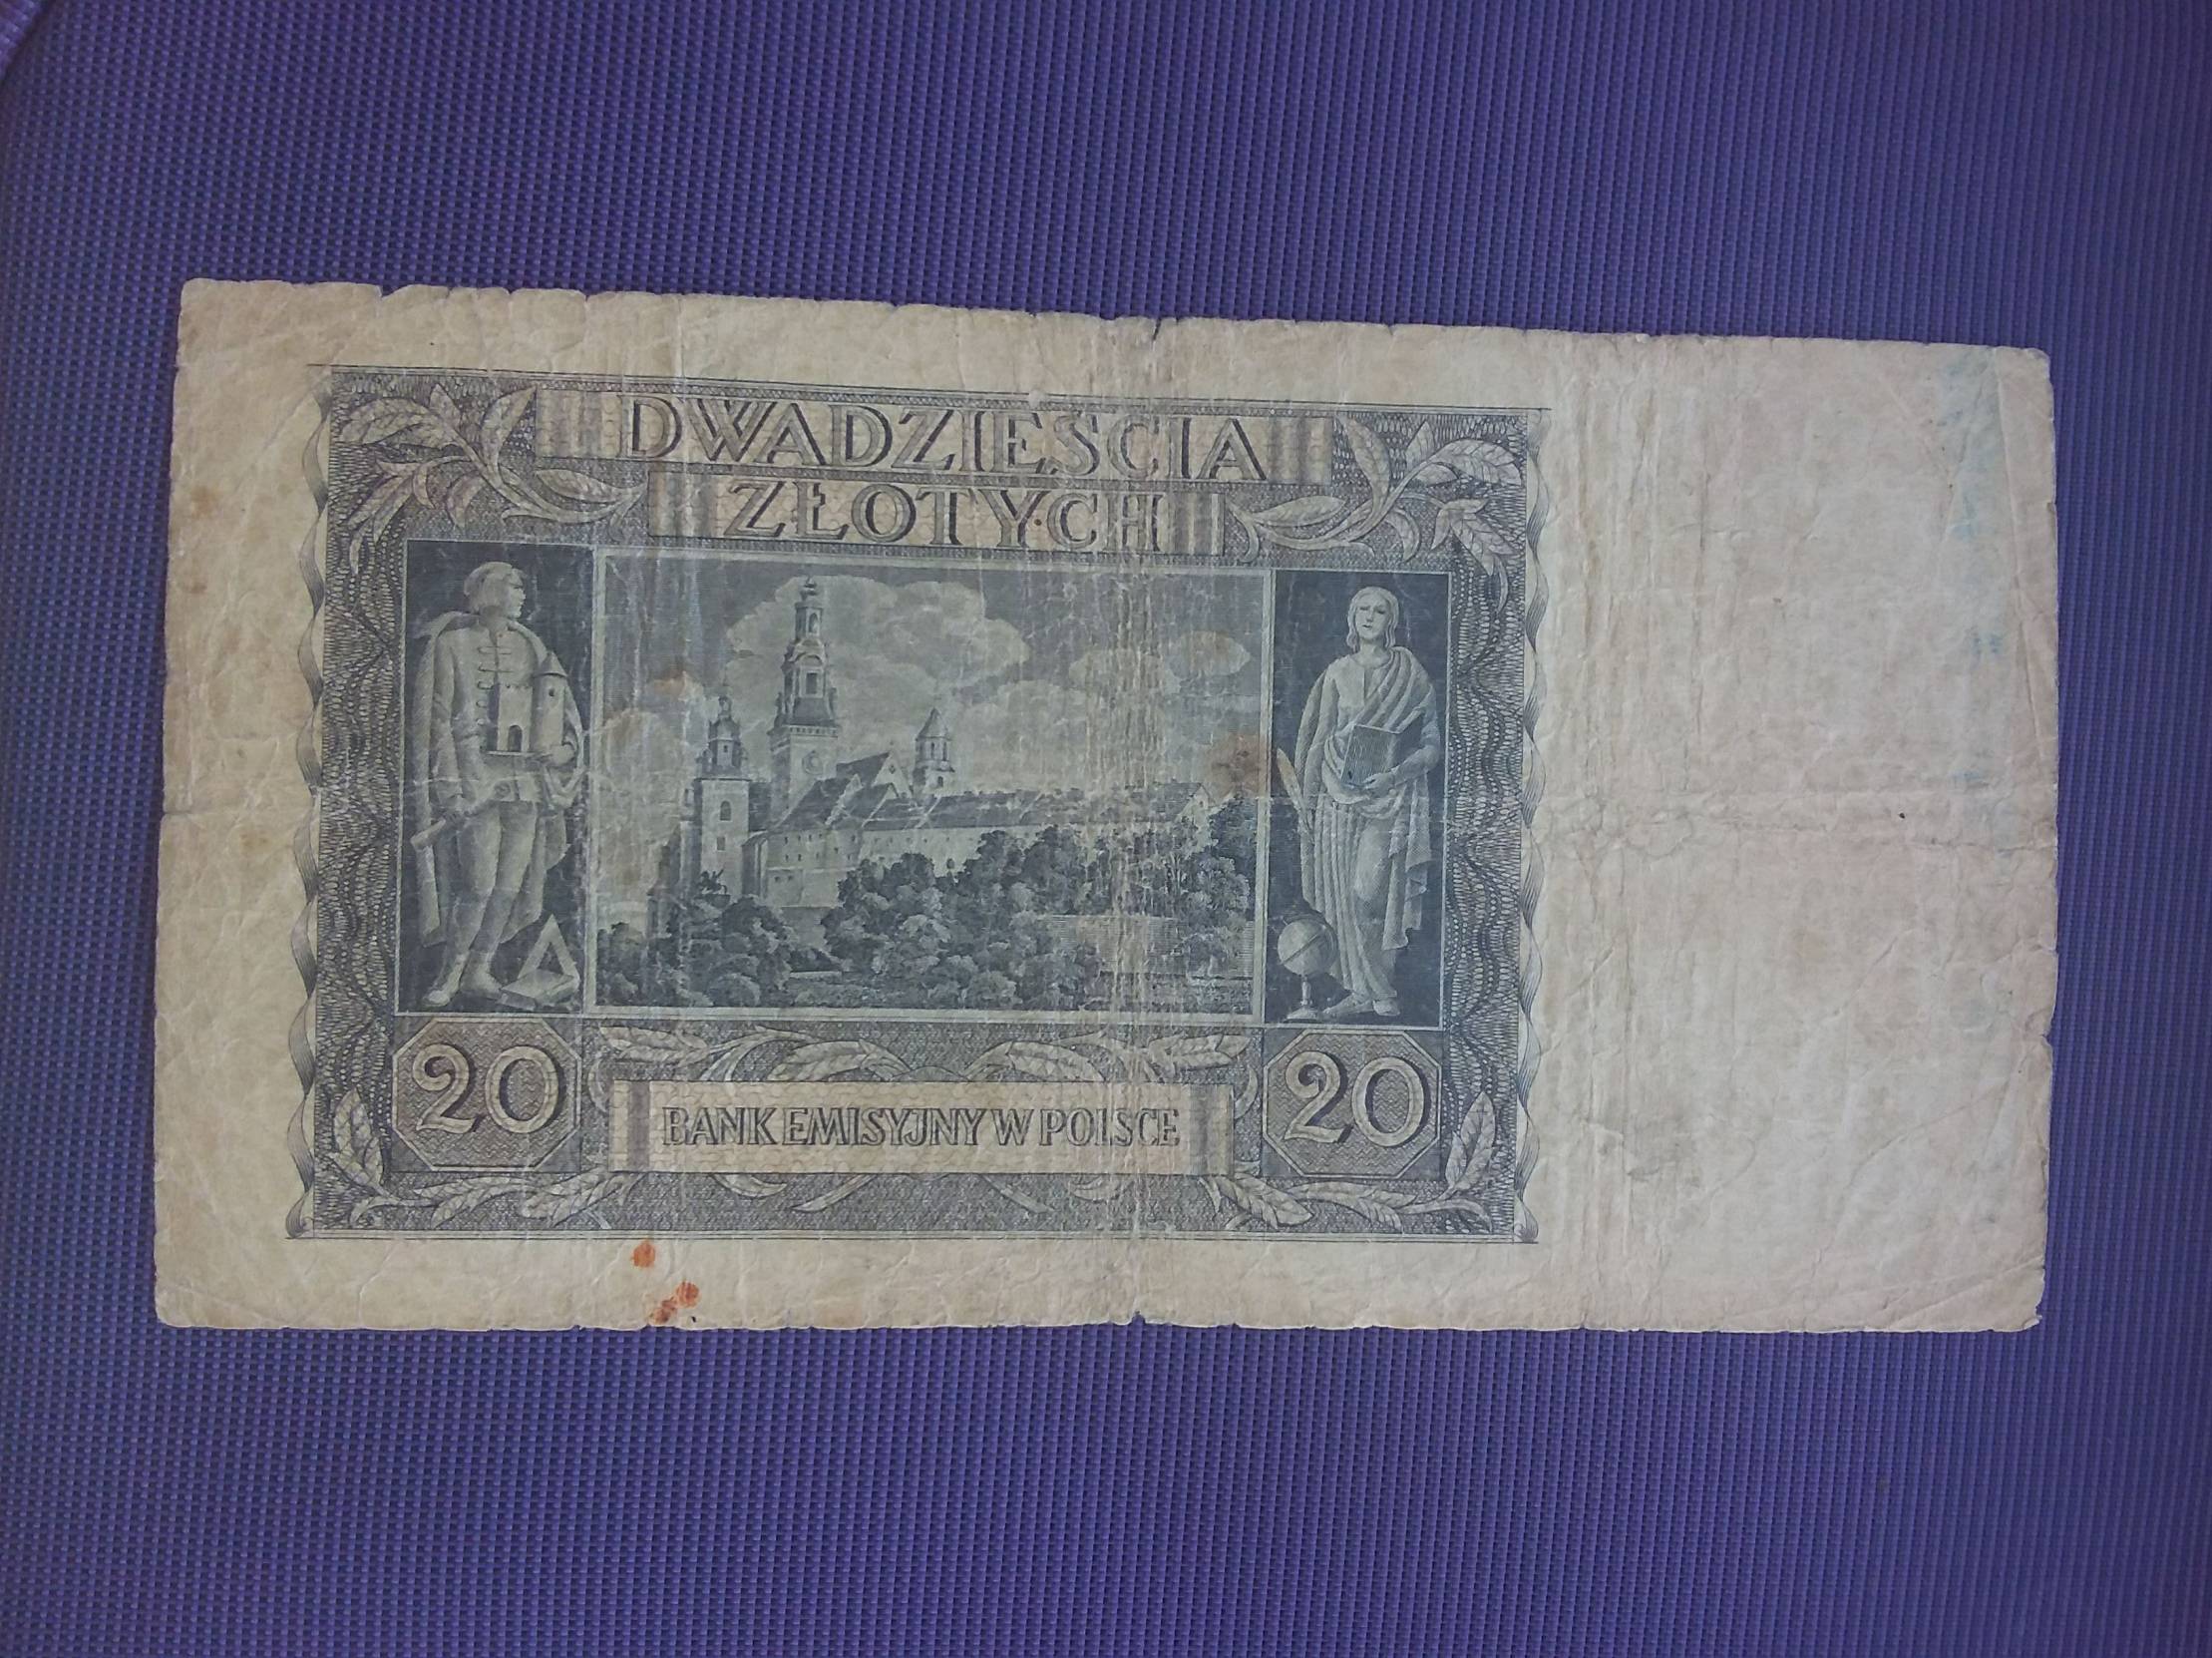 DWADZIEŚCIA
ZŁOTYCH
20
20
BANK EMISYJNY W POLSCE